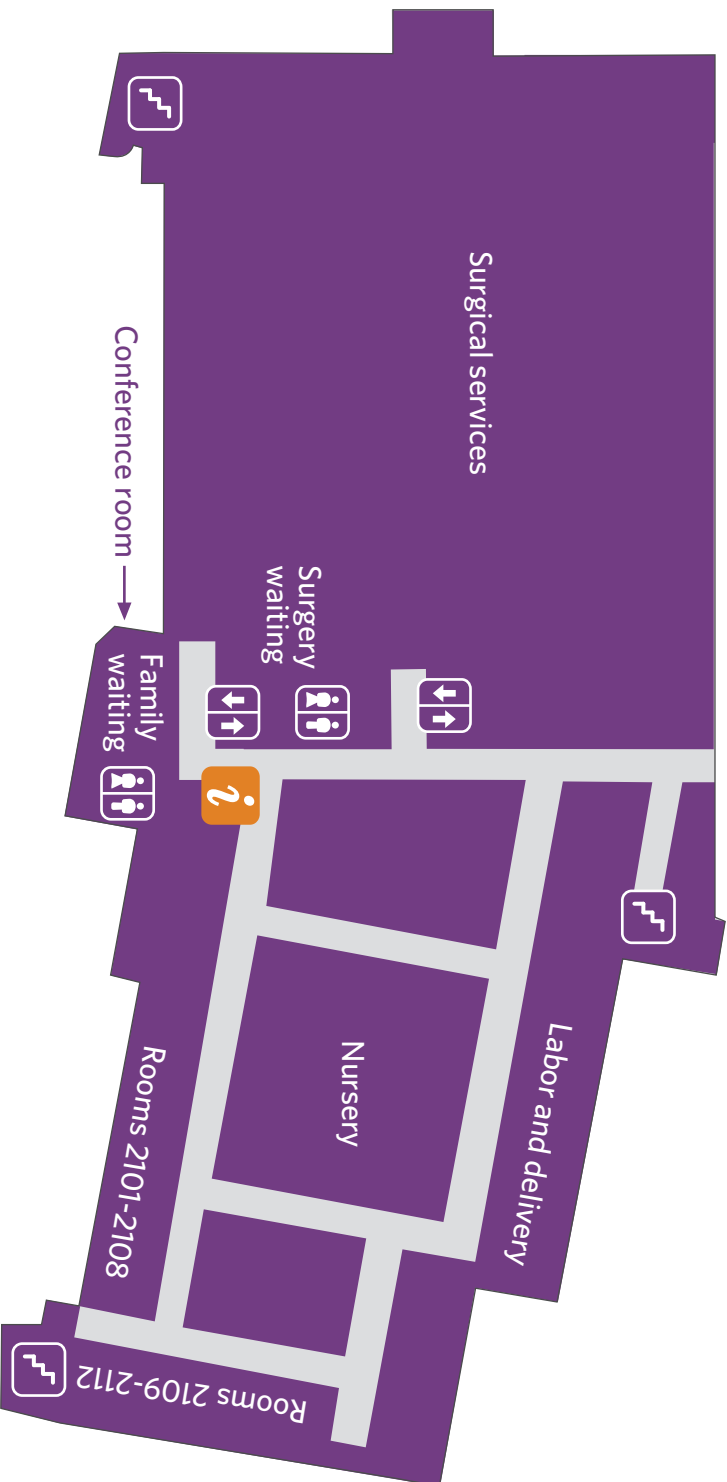 Surgical services
Conference room
Surgery
waiting
Family
waiting
i
Nursery
Labor and delivery
Rooms 2101-2108
Rooms 2109-2112